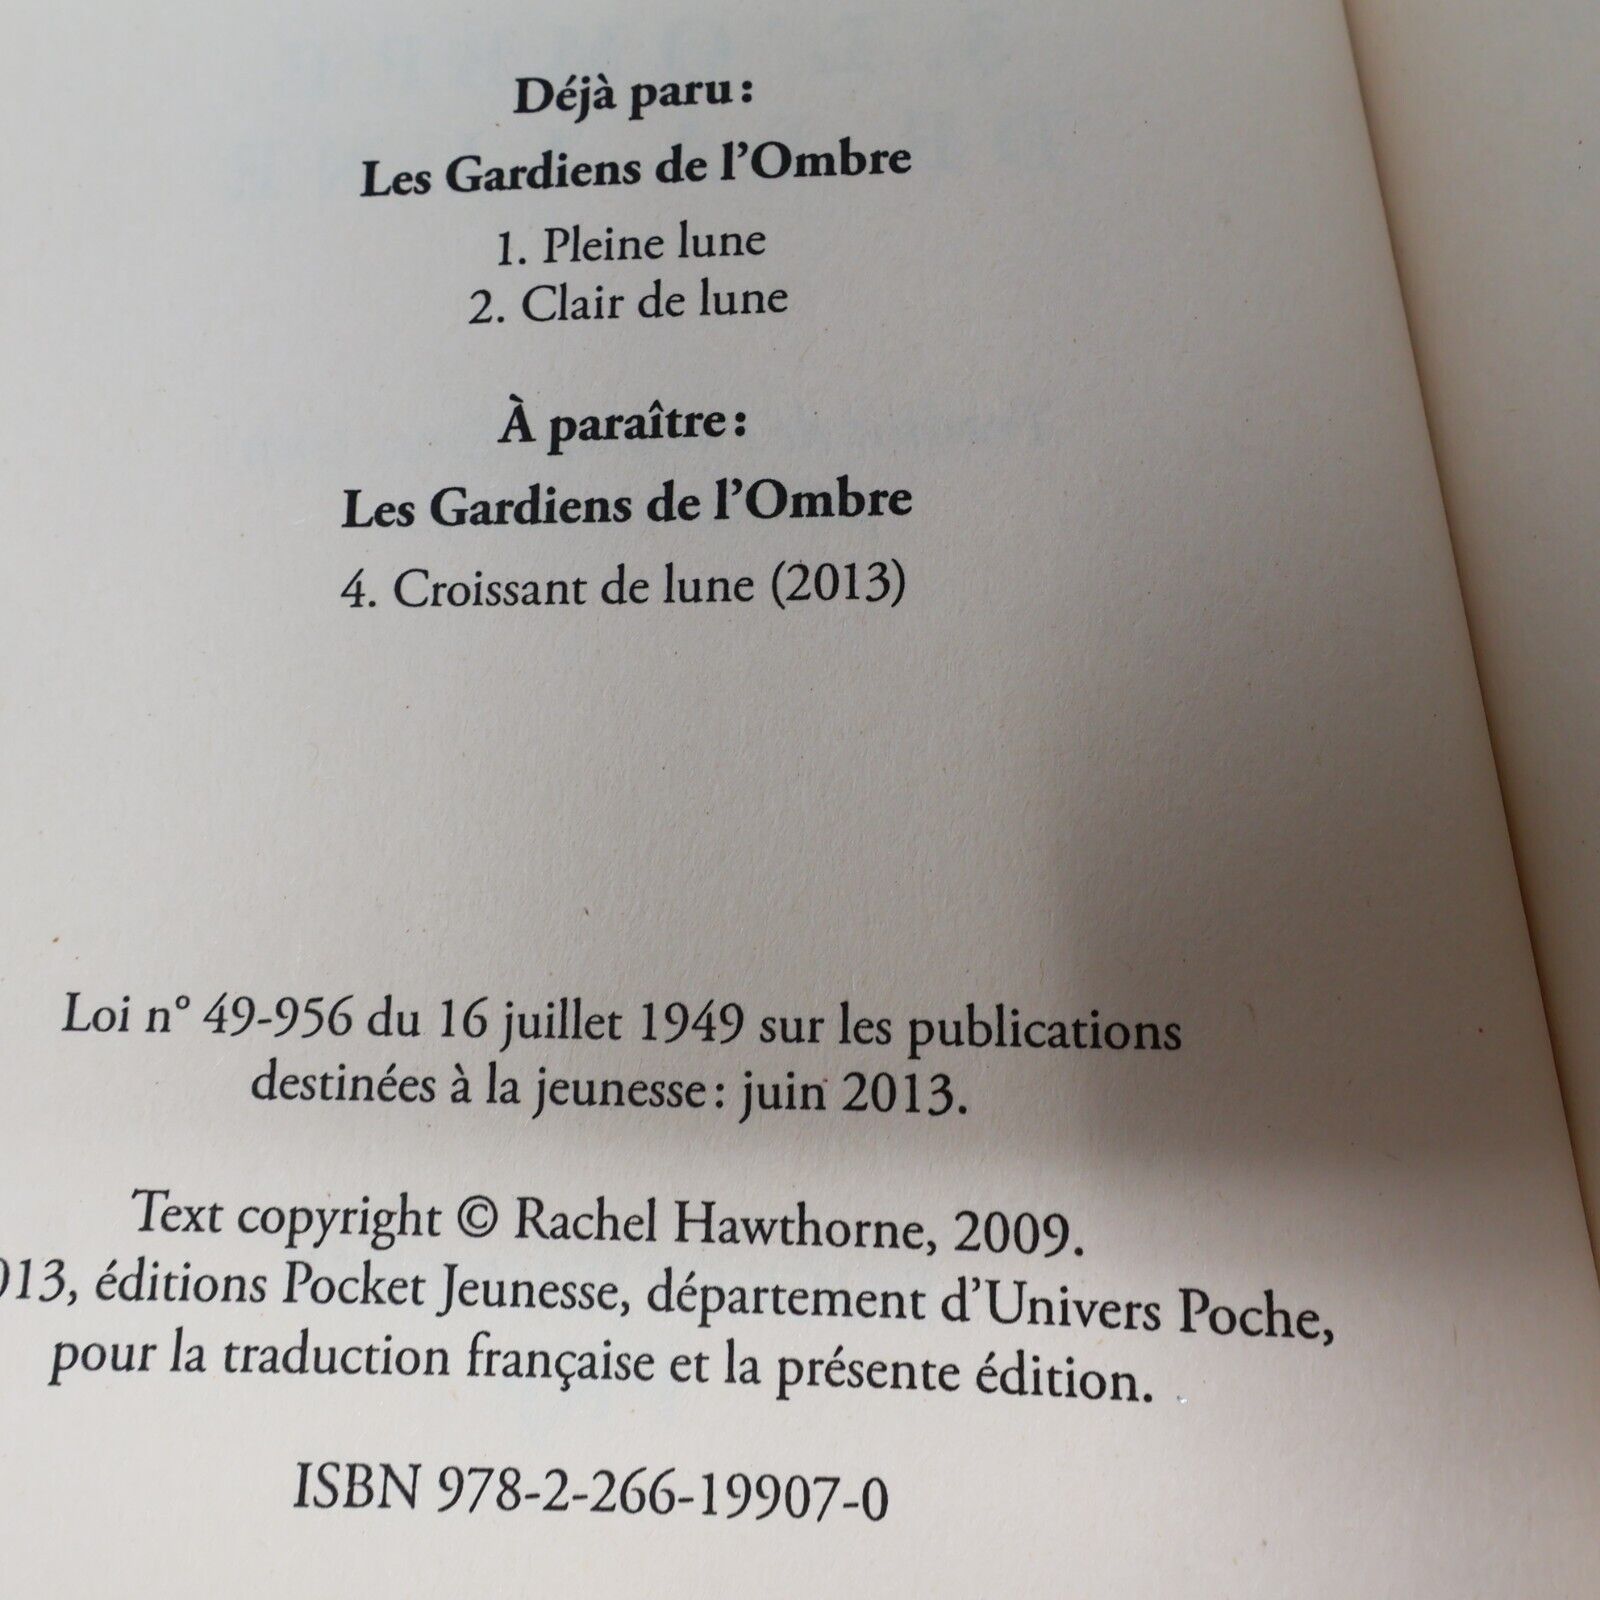 Déjà paru :
Les Gardiens de l'Ombre
1. Pleine lune
2. Clair de lune
À paraître :
Les Gardiens de l'Ombre
4. Croissant de lune (2013)
Loi n° 49-956 du 16 juillet 1949 sur les publications
destinées à la jeunesse : juin 2013.
Text copyright © Rachel Hawthorne, 2009.
013, éditions Pocket Jeunesse, département d'Univers Poche,
pour la traduction française et la présente édition.
ISBN 978-2-266-19907-0